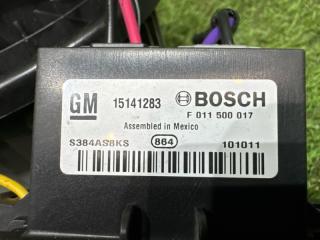 GM 15141283 BOSCH
F 011 500 017
Assembled in Mexico
S384AS8KS 864 101011